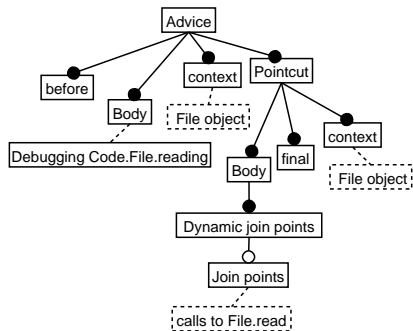 Advice
before
context
Pointcut
Body
File object
context
Debugging Code.File.reading
Body
final
File object
Dynamic join points
Join points
calls to File.read